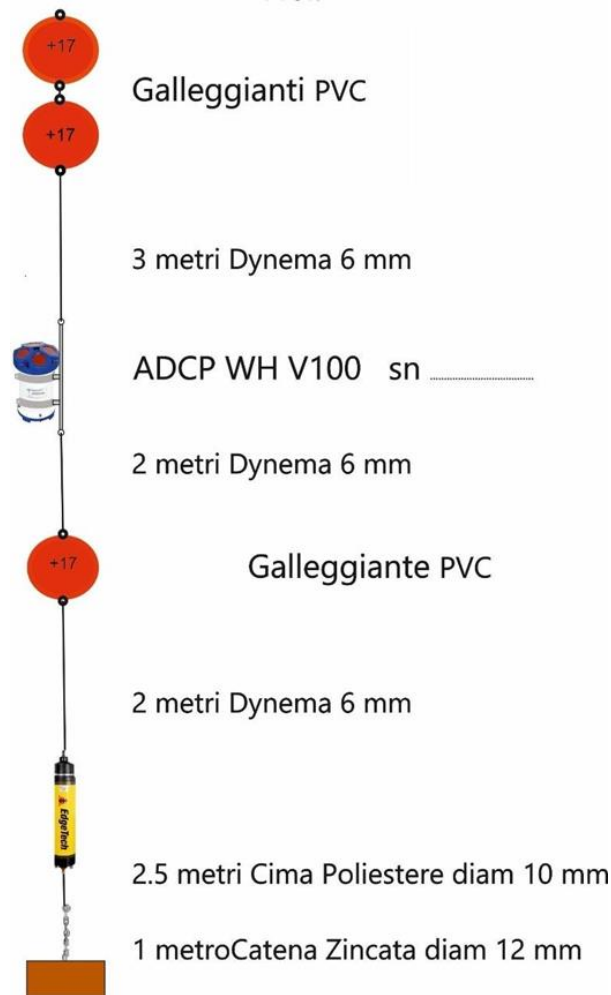 +17
Galleggianti PVC
+17
3 metri Dynema 6 mm
ADCP WH V100 sn ........................
2 metri Dynema 6 mm
+17
Galleggiante PVC
2 metri Dynema 6 mm
EdgeTech
2.5 metri Cima Poliestere diam 10 mm
1 metroCatena Zincata diam 12 mm